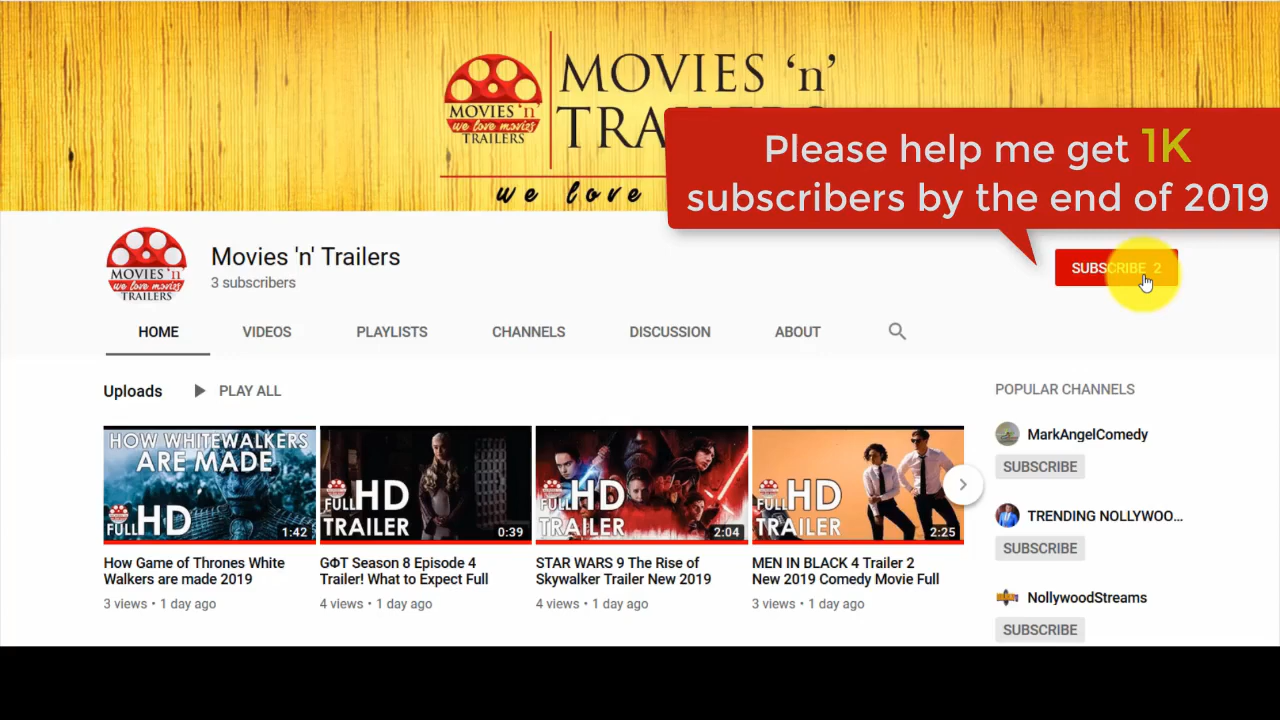 MOVIES 'n'
we love movizs
TRAILERS
MOVIES ‘n’
TRA
we love
Please help me get 1K
subscribers by the end of 2019
MOVIES 'n'
we love movizs
TRAILERS
Movies 'n' Trailers
3 subscribers
SUBSCRIBE 2
HOME VIDEOS PLAYLISTS CHANNELS DISCUSSION ABOUT
Uploads PLAY ALL
HOW WHITEWALKERS
ARE MADE
FULL HD
1:42
FULL HD
TRAILER
0:39
FULL HD
TRAILER
2:04
FULL HD
TRAILER
2:25
How Game of Thrones White
Walkers are made 2019
3 views • 1 day ago
GФT Season 8 Episode 4
Trailer! What to Expect Full
4 views • 1 day ago
STAR WARS 9 The Rise of
Skywalker Trailer New 2019
4 views • 1 day ago
MEN IN BLACK 4 Trailer 2
New 2019 Comedy Movie Full
3 views • 1 day ago
POPULAR CHANNELS
MarkAngelComedy
SUBSCRIBE
TRENDING NOLLYWOO...
SUBSCRIBE
NollywoodStreams
SUBSCRIBE